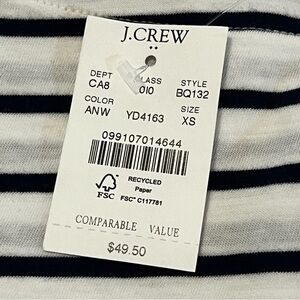 J.CREW
DEPT CLASS STYLE
CA8 010 BQ132
COLOR SIZE
ANW YD4163 XS
099107014644
RECYCLED
Paper
FSC FSC® C117781
COMPARABLE VALUE
$49.50